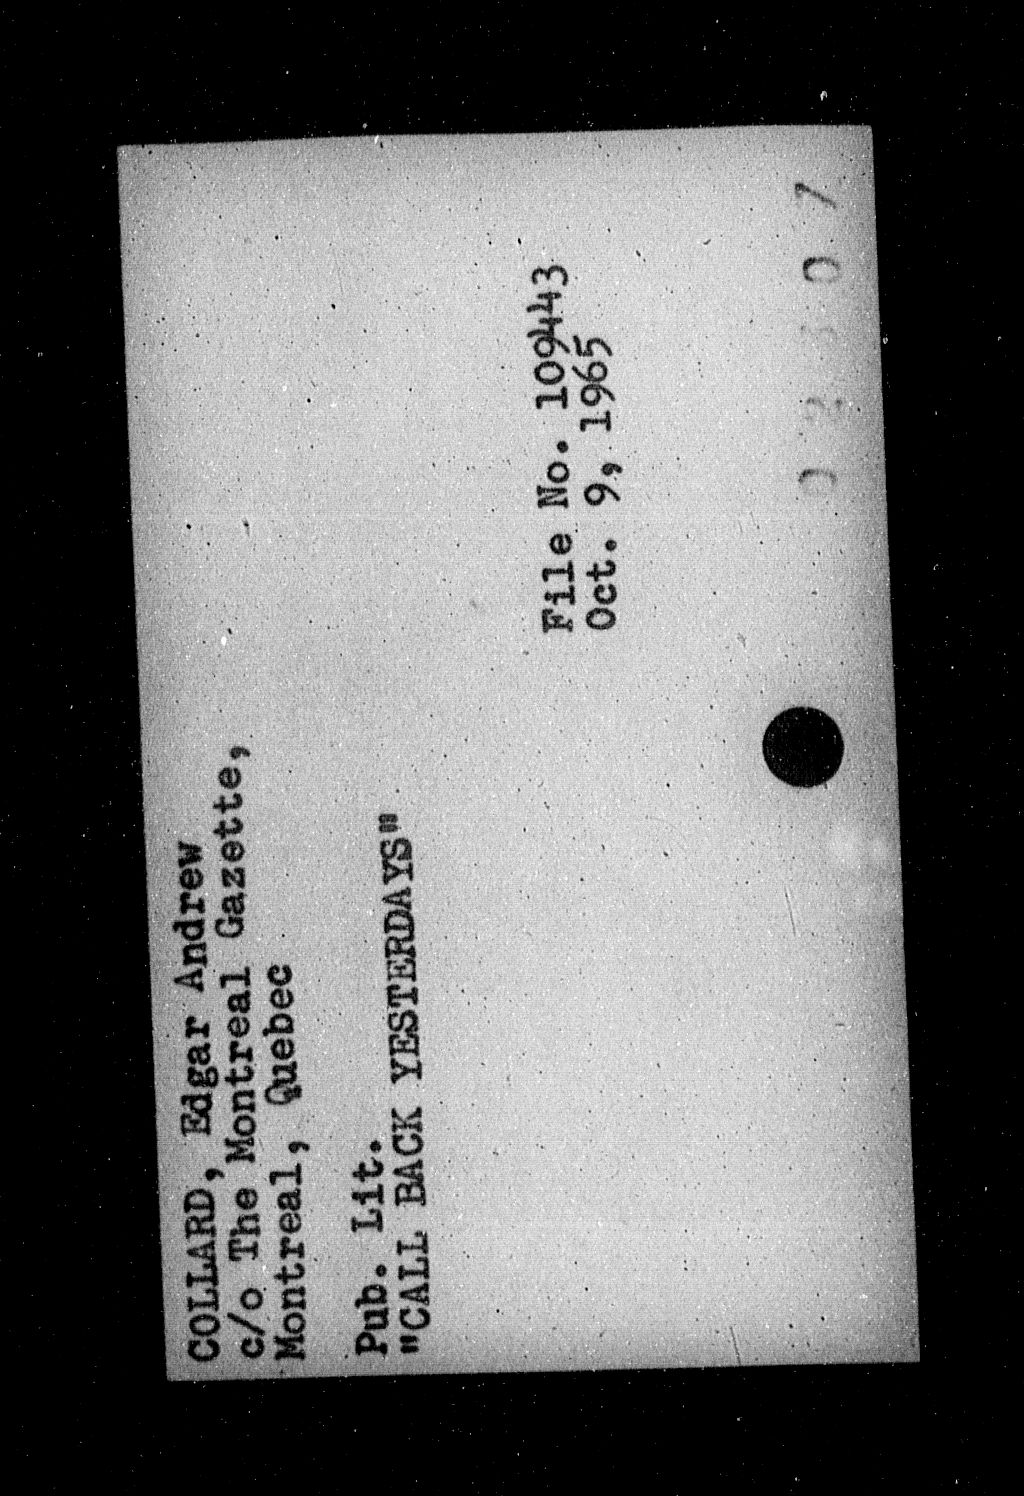 COLLARD, Edgar Andrew
c/o The Montreal Gazette,
Montreal, Quebec
Pub. Lit.
"CALL BACK YESTERDAYS"
File No. 109443
Oct. 9, 1965